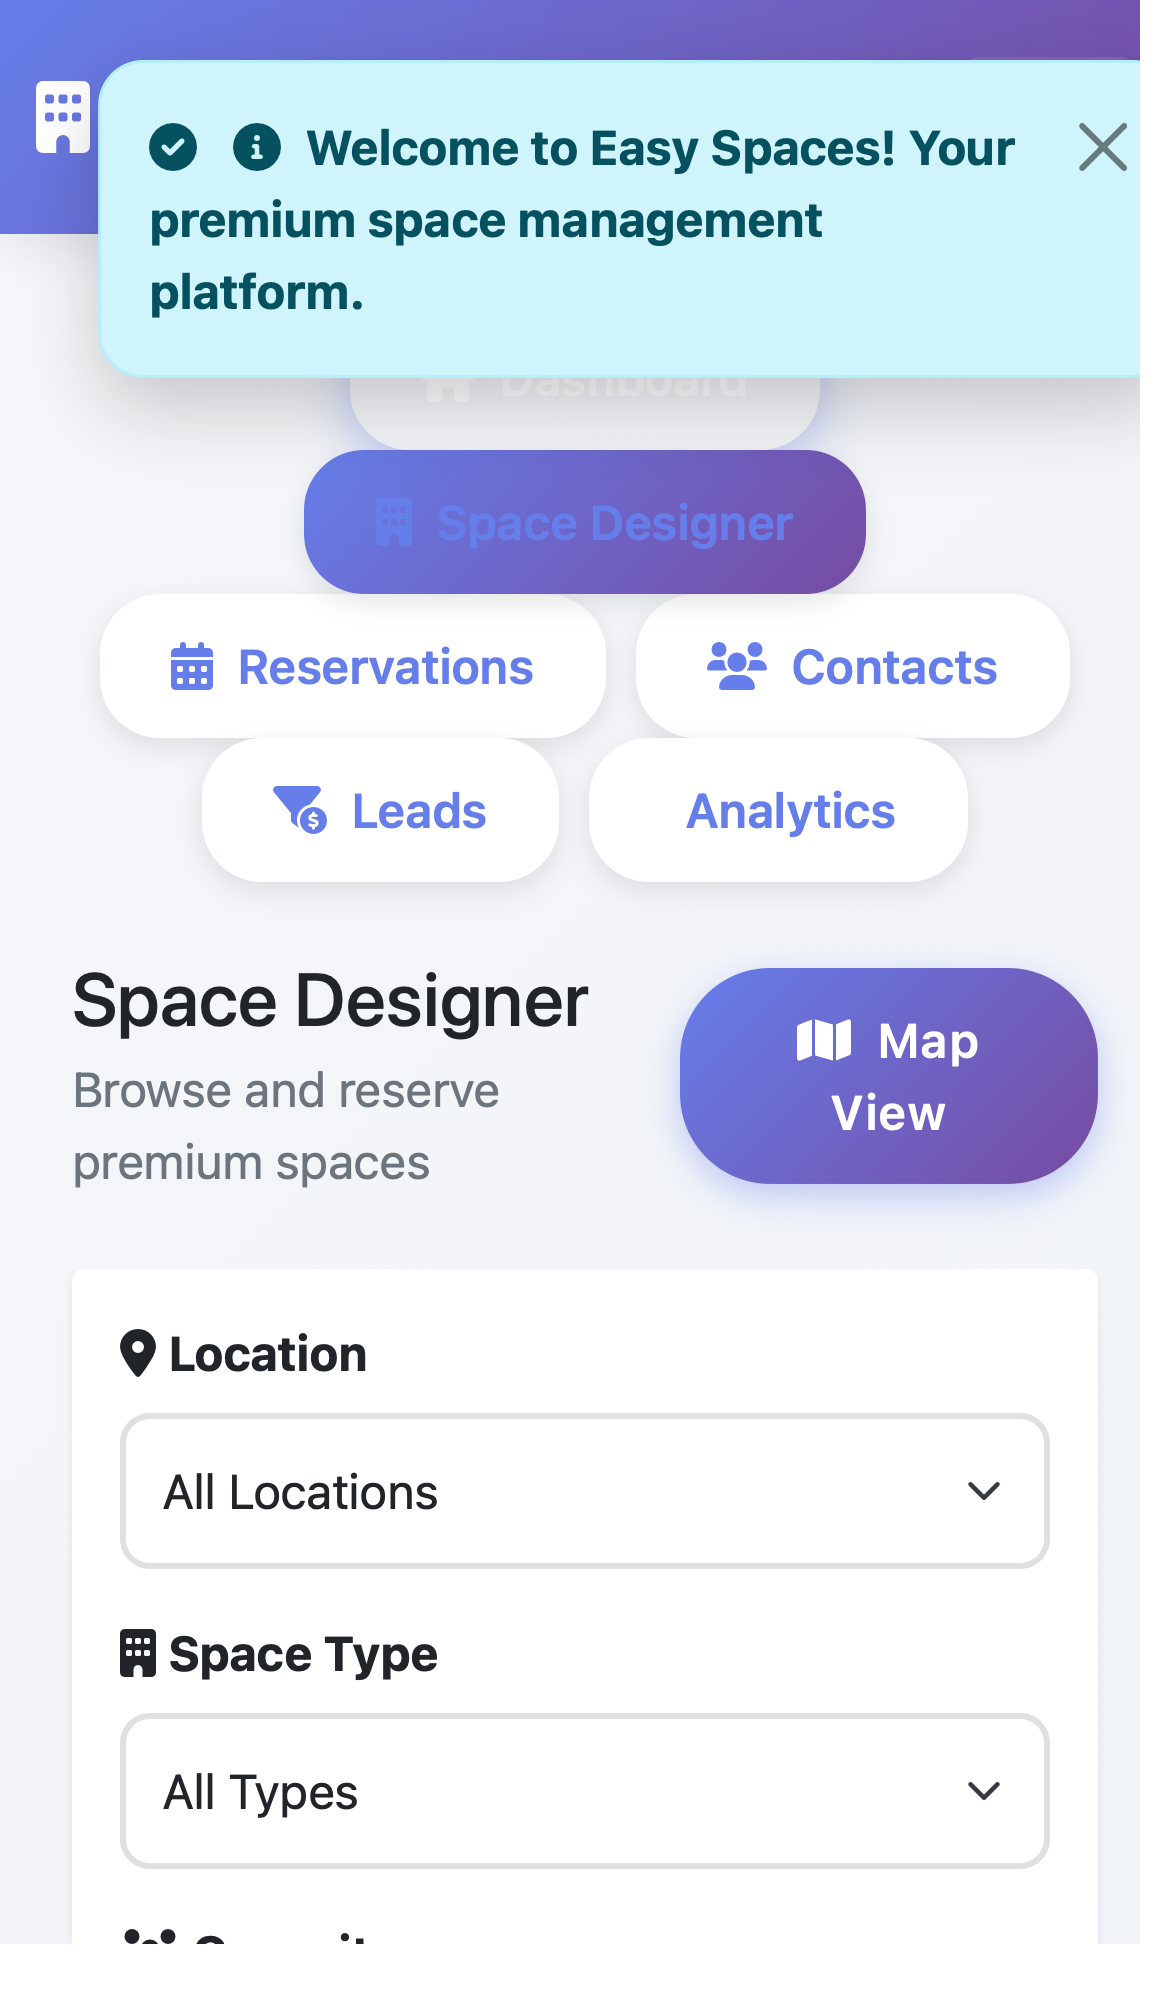 Welcome to Easy Spaces! Your
premium space management
platform.
Dashboard
Space Designer
Reservations
Contacts
Leads
Analytics
Space Designer
Browse and reserve
premium spaces
Map
View
Location
All Locations
Space Type
All Types